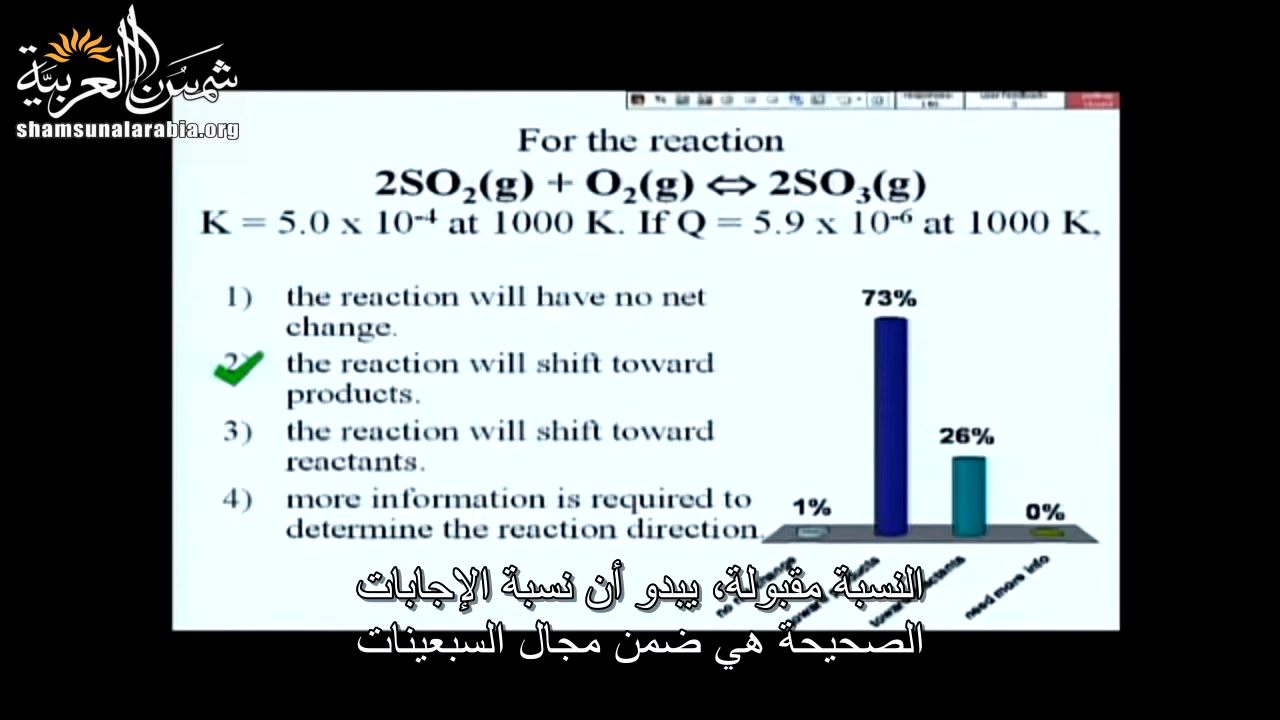 شمس العربية
shamsunalarabia.org
For the reaction
2SO₂(g) + O₂(g) ⇔ 2SO₃(g)
K = 5.0 x 10⁻⁴ at 1000 K. If Q = 5.9 x 10⁻⁶ at 1000 K,
1) the reaction will have no net
change.
2) the reaction will shift toward
products.
3) the reaction will shift toward
reactants.
4) more information is required to
determine the reaction direction.
73%
26%
1%
0%
need more info
النسبة مقبولة، يبدو أن نسبة الإجابات
الصحيحة هي ضمن مجال السبعينات